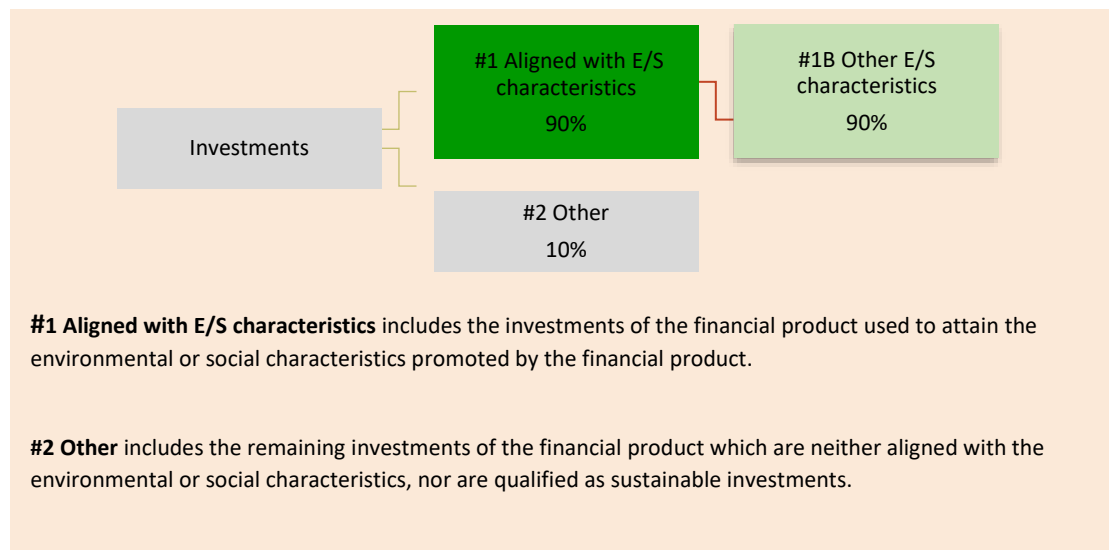 #1 Aligned with E/S
characteristics
90%
#1B Other E/S
characteristics
90%
Investments
#2 Other
10%
#1 Aligned with E/S characteristics includes the investments of the financial product used to attain the
environmental or social characteristics promoted by the financial product.
#2 Other includes the remaining investments of the financial product which are neither aligned with the
environmental or social characteristics, nor are qualified as sustainable investments.